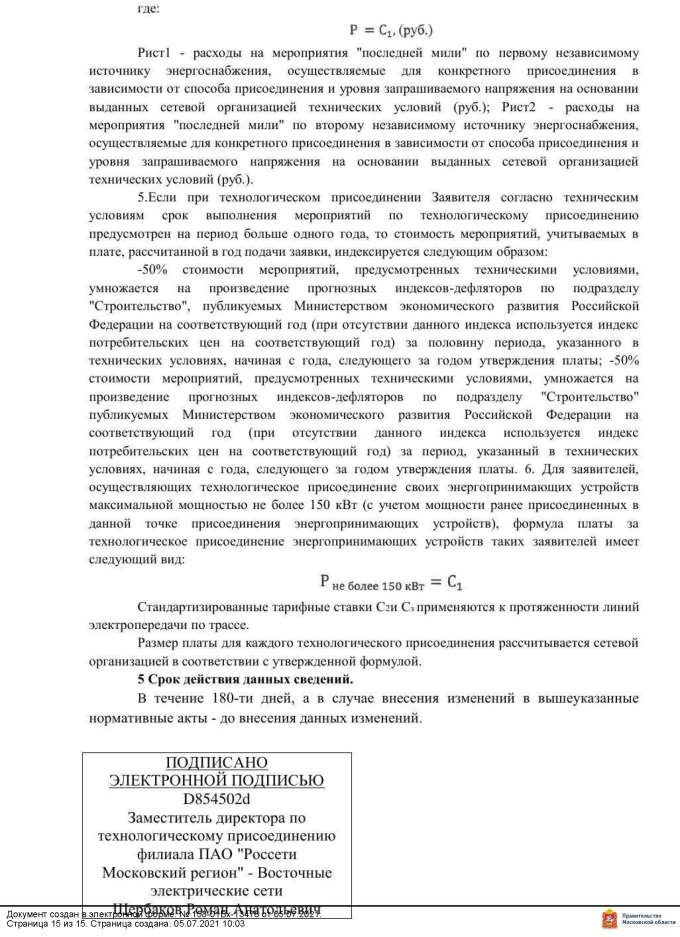 где:
P = C₁, (руб.)
Рист1 - расходы на мероприятия "последней мили" по первому независимому
источнику энергоснабжения, осуществляемые для конкретного присоединения в
зависимости от способа присоединения и уровня запрашиваемого напряжения на основании
выданных сетевой организацией технических условий (руб.); Рист2 - расходы на
мероприятия "последней мили" по второму независимому источнику энергоснабжения,
осуществляемые для конкретного присоединения в зависимости от способа присоединения и
уровня запрашиваемого напряжения на основании выданных сетевой организацией
технических условий (руб.).
5.Если при технологическом присоединении Заявителя согласно техническим
условиям срок выполнения мероприятий по технологическому присоединению
предусмотрен на период больше одного года, то стоимость мероприятий, учитываемых в
плате, рассчитанной в год подачи заявки, индексируется следующим образом:
-50% стоимости мероприятий, предусмотренных техническими условиями,
умножается на произведение прогнозных индексов-дефляторов по подразделу
"Строительство", публикуемых Министерством экономического развития Российской
Федерации на соответствующий год (при отсутствии данного индекса используется индекс
потребительских цен на соответствующий год) за половину периода, указанного в
технических условиях, начиная с года, следующего за годом утверждения платы; -50%
стоимости мероприятий, предусмотренных техническими условиями, умножается на
произведение прогнозных индексов-дефляторов по подразделу "Строительство"
публикуемых Министерством экономического развития Российской Федерации на
соответствующий год (при отсутствии данного индекса используется индекс
потребительских цен на соответствующий год) за период, указанный в технических
условиях, начиная с года, следующего за годом утверждения платы. 6. Для заявителей,
осуществляющих технологическое присоединение своих энергопринимающих устройств
максимальной мощностью не более 150 кВт (с учетом мощности ранее присоединенных в
данной точке присоединения энергопринимающих устройств), формула платы за
технологическое присоединение энергопринимающих устройств таких заявителей имеет
следующий вид:
P не более 150 кВт = C₁
Стандартизированные тарифные ставки С₂и С₃ применяются к протяженности линий
электропередачи по трассе.
Размер платы для каждого технологического присоединения рассчитывается сетевой
организацией в соответствии с утвержденной формулой.
5 Срок действия данных сведений.
В течение 180-ти дней, а в случае внесения изменений в вышеуказанные
нормативные акты - до внесения данных изменений.
ПОДПИСАНО
ЭЛЕКТРОННОЙ ПОДПИСЬЮ
D854502d
Заместитель директора по
технологическому присоединению
филиала ПАО "Россети
Московский регион" - Восточные
электрические сети
Щербаков Роман Анатольевич
Документ создан в электронной форме. от 05.07.2021.
Страница 15 из 15. Страница создана: 05.07.2021 10:03
Правительство
Московской области